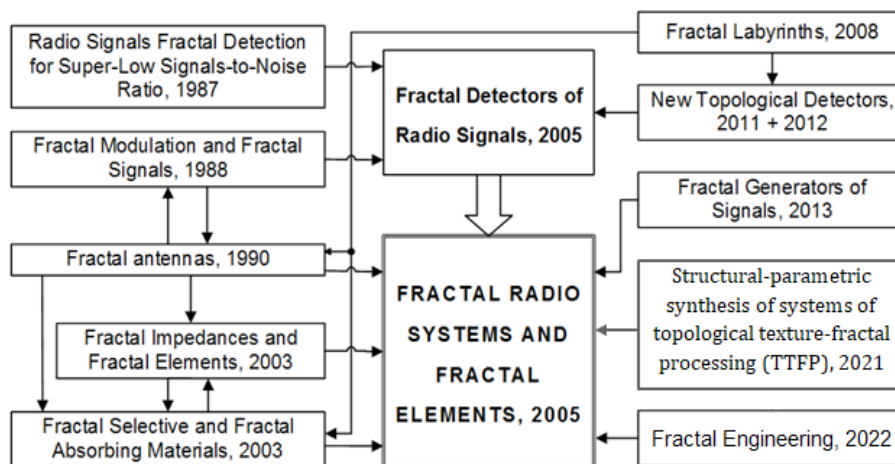 Radio Signals Fractal Detection
for Super-Low Signals-to-Noise
Ratio, 1987
Fractal Modulation and Fractal
Signals, 1988
Fractal antennas, 1990
Fractal Impedances and
Fractal Elements, 2003
Fractal Selective and Fractal
Absorbing Materials, 2003
Fractal Detectors of
Radio Signals, 2005
FRACTAL RADIO
SYSTEMS AND
FRACTAL
ELEMENTS, 2005
Fractal Labyrinths, 2008
New Topological Detectors,
2011 + 2012
Fractal Generators of
Signals, 2013
Structural-parametric
synthesis of systems of
topological texture-fractal
processing (TTFP), 2021
Fractal Engineering, 2022